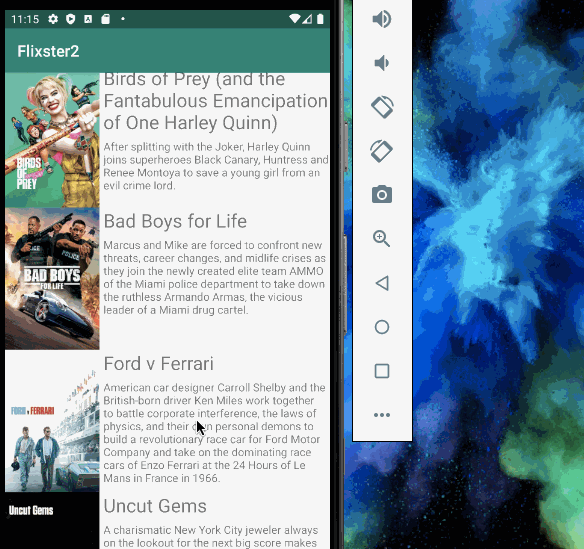 11:15
Flixster2
Birds of Prey (and the
Fantabulous Emancipation
of One Harley Quinn)
After splitting with the Joker, Harley Quinn
joins superheroes Black Canary, Huntress and
Renee Montoya to save a young girl from an
evil crime lord.
BIRDS
OF
PREY
Bad Boys for Life
Marcus and Mike are forced to confront new
threats, career changes, and midlife crises as
they join the newly created elite team AMMO
of the Miami police department to take down
the ruthless Armando Armas, the vicious
leader of a Miami drug cartel.
POLICE
BAD BOYS
FOR LIFE
Ford v Ferrari
American car designer Carroll Shelby and the
British-born driver Ken Miles work together
to battle corporate interference, the laws of
physics, and their own personal demons to
build a revolutionary race car for Ford Motor
Company and take on the dominating race
cars of Enzo Ferrari at the 24 Hours of Le
Mans in France in 1966.
FORD v FERRARI
Uncut Gems
Uncut Gems
A charismatic New York City jeweler always
on the lookout for the next big score makes